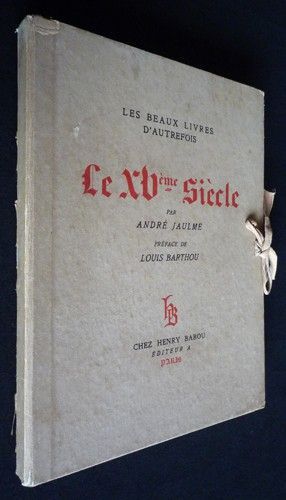 LES BEAUX LIVRES
D'AUTREFOIS
Le XVème Siècle
PAR
ANDRÉ JAULME
PRÉFACE DE
LOUIS BARTHOU
HB
CHEZ HENRY BABOU
ÉDITEUR A
PARIS